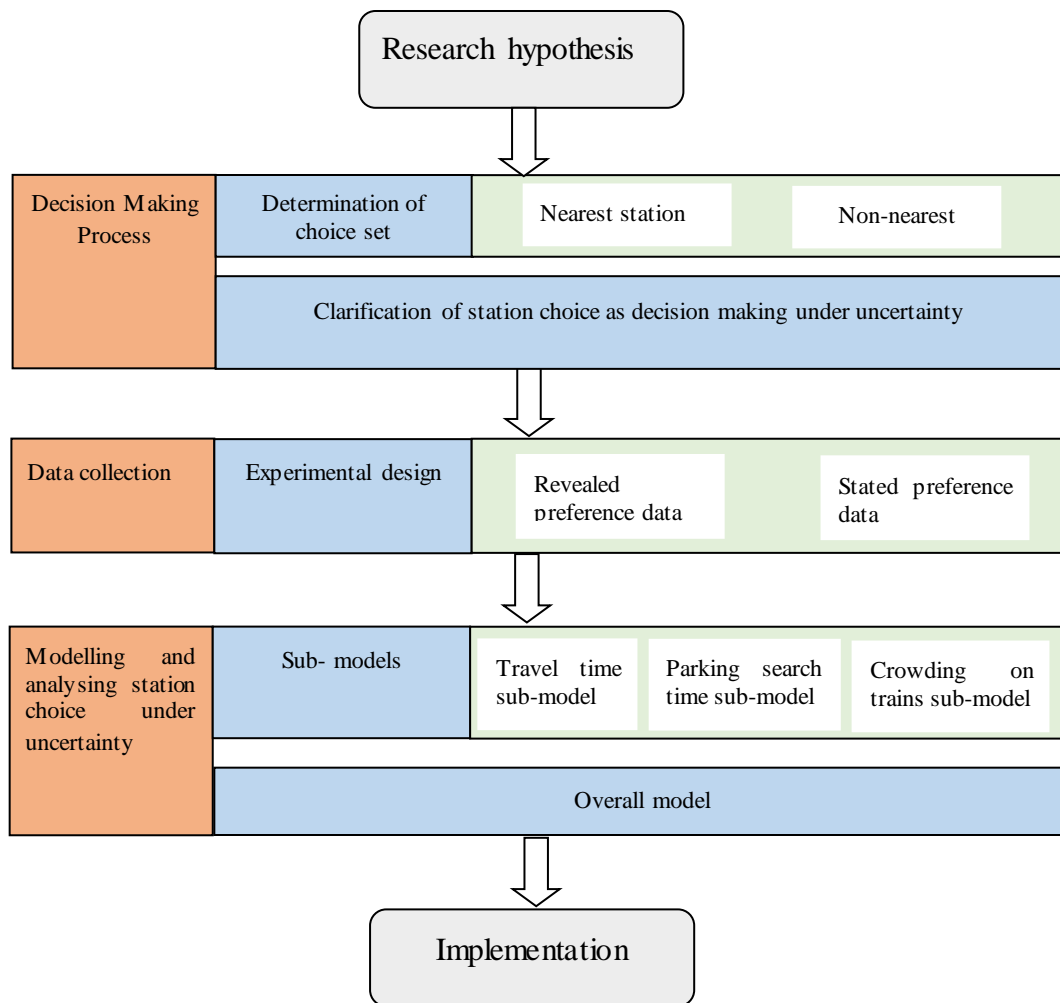 Research hypothesis
Decision Making
Process
Determination of
choice set
Nearest station
Non-nearest
Clarification of station choice as decision making under uncertainty
Data collection
Experimental design
Revealed
preference data
Stated preference
data
Modelling and
analysing station
choice under
uncertainty
Sub- models
Travel time
sub-model
Parking search
time sub-model
Crowding on
trains sub-model
Overall model
Implementation